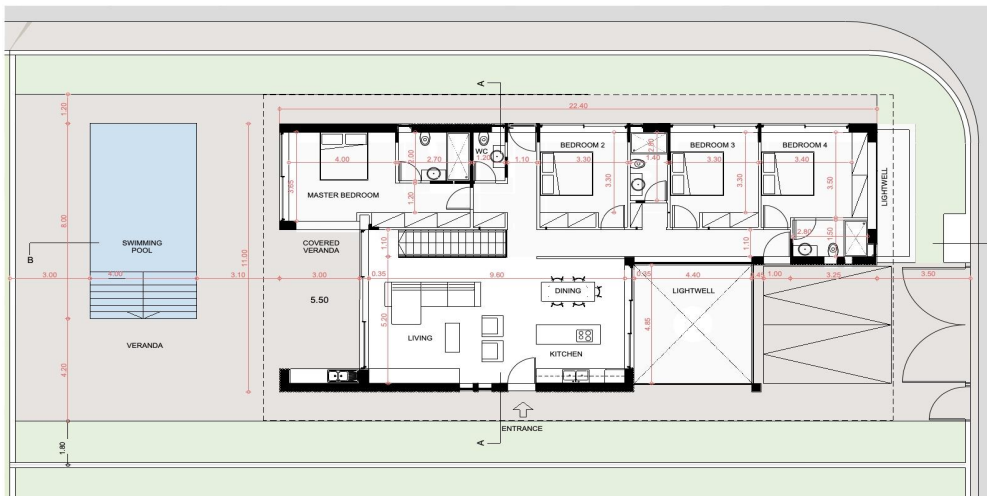 A
22.40
1.20
BEDROOM 2
BEDROOM 3
BEDROOM 4
WC
4.00
2.00
2.70
1.20
1.10
3.30
1.40
3.30
3.40
3.65
MASTER BEDROOM
1.20
3.30
3.30
3.50
LIGHTWELL
8.00
11.00
SWIMMING
POOL
B
COVERED
VERANDA
1.10
1.10
2.80
1.50
3.00
4.00
3.10
3.00
0.35
9.60
0.35
4.40
.45
1.00
3.25
3.50
5.50
DINING
LIGHTWELL
5.20
4.85
LIVING
KITCHEN
VERANDA
4.20
ENTRANCE
A
1.80